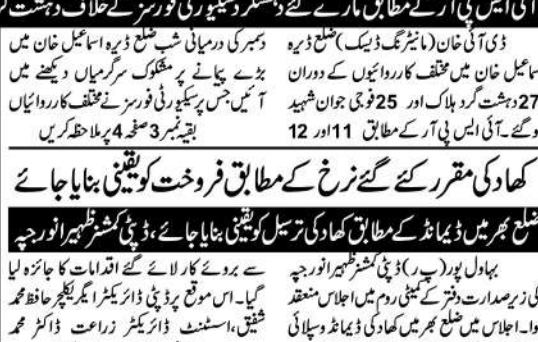 آئی ایس پی آر کے مطابق مارے گئے دہشتگرد سیکیورٹی فورسز کے خلاف دہشت
ڈی آئی خان (مانیٹرنگ ڈیسک) ضلع ڈیرہ
اسماعیل خان میں مختلف کارروائیوں کے دوران
27 دہشت گرد ہلاک اور 25 فوجی جوان شہید
ہوگئے۔ آئی ایس پی آر کے مطابق 11 اور 12
دسمبر کی درمیانی شب ضلع ڈیرہ اسماعیل خان میں
بڑے پیمانے پر مشکوک سرگرمیاں دیکھنے میں
آئیں جس پر سیکیورٹی فورسز نے مختلف کارروائیاں
بقیہ نمبر 3 صفحہ 4 پر ملاحظہ کریں
کھاد کی مقرر کئے گئے نرخ کے مطابق فروخت کو یقینی بنایا جائے
ضلع بھر میں ڈیمانڈ کے مطابق کھاد کی ترسیل کو یقینی بنایا جائے، ڈپٹی کمشنر ظہیر انور جپہ
بہاول پور (پ ر) ڈپٹی کمشنر ظہیر انور جپہ
کی زیر صدارت دفتر کے کمیٹی روم میں اجلاس منعقد
ہوا۔ اجلاس میں ضلع بھر میں کھاد کی ڈیمانڈ و سپلائی
سے بروئے کار لائے گئے اقدامات کا جائزہ لیا
گیا۔ اس موقع پر ڈپٹی ڈائریکٹر ایگریکلچر حافظ محمد
شفیق، اسسٹنٹ ڈائریکٹر زراعت ڈاکٹر محمد